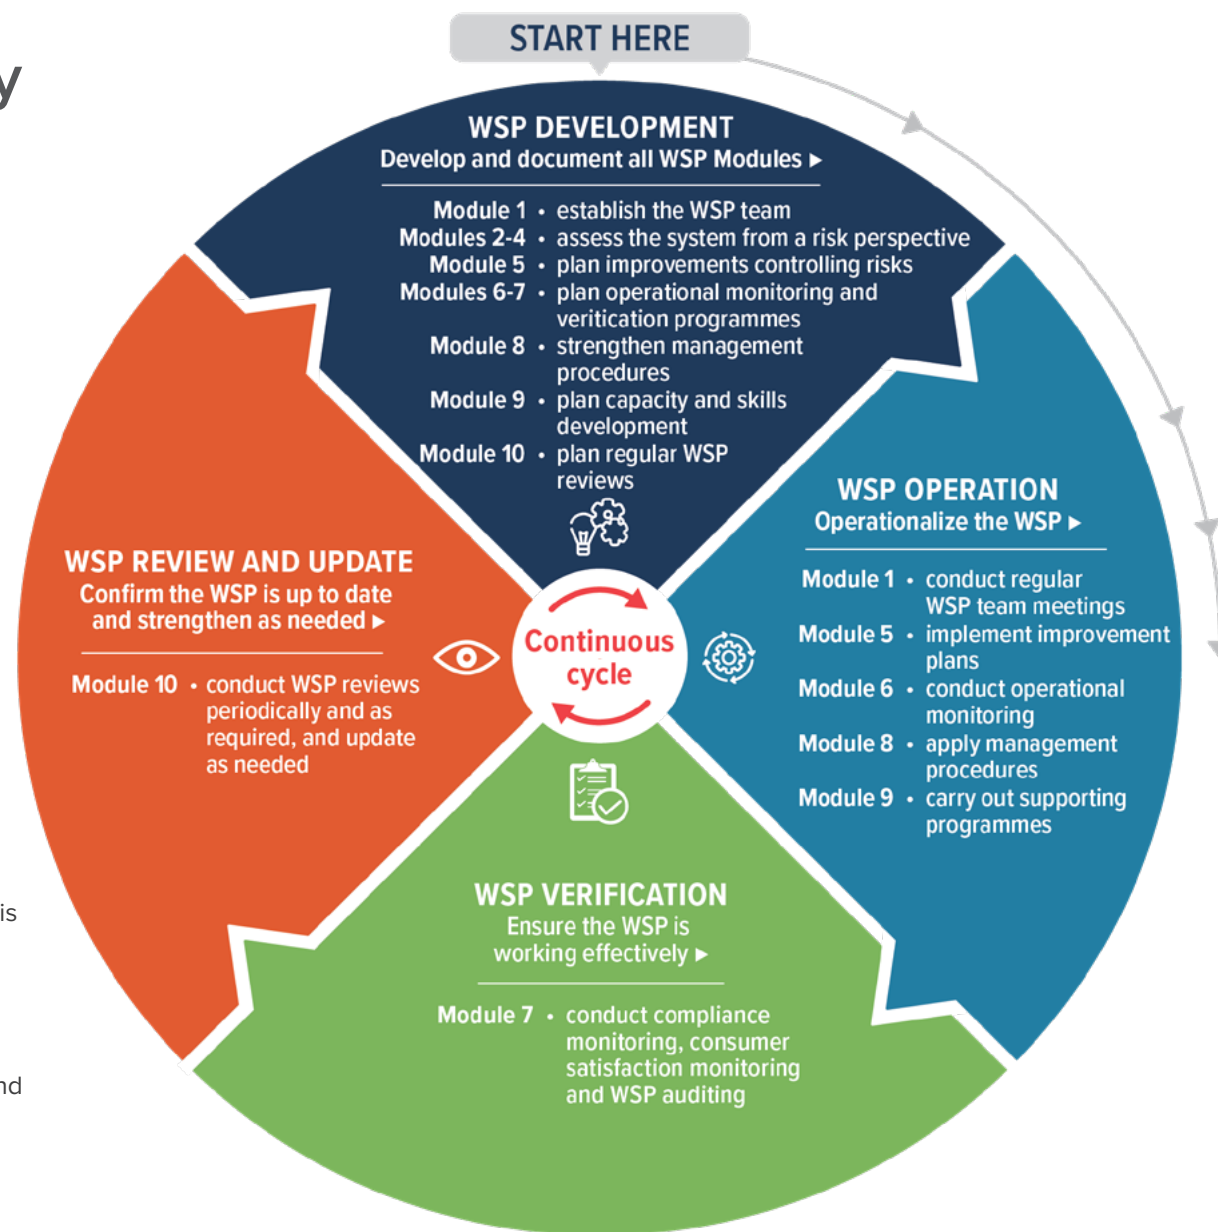 START HERE
y
WSP DEVELOPMENT
Develop and document all WSP Modules ▸
Module 1 • establish the WSP team
Modules 2-4 • assess the system from a risk perspective
Module 5 • plan improvements controlling risks
Modules 6-7 • plan operational monitoring and
veritication programmes
Module 8 • strengthen management
procedures
Module 9 • plan capacity and skills
development
Module 10 • plan regular WSP
reviews
WSP OPERATION
Operationalize the WSP ▸
Module 1 • conduct regular
WSP team meetings
Module 5 • implement improvement
plans
Module 6 • conduct operational
monitoring
Module 8 • apply management
procedures
Module 9 • carry out supporting
programmes
WSP VERIFICATION
Ensure the WSP is
working effectively ▸
Module 7 • conduct compliance
monitoring, consumer
satisfaction monitoring
and WSP auditing
WSP REVIEW AND UPDATE
Confirm the WSP is up to date
and strengthen as needed ▸
Module 10 • conduct WSP reviews
periodically and as
required, and update
as needed
Continuous
cycle
is
nd